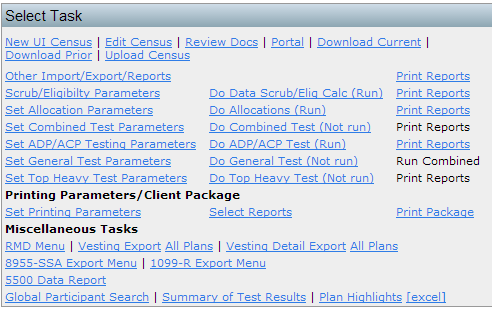 Select Task
New UI Census | Edit Census | Review Docs | Portal | Download Current |
Download Prior | Upload Census
Other Import/Export/Reports Print Reports
Scrub/Eligibilty Parameters Do Data Scrub/Elig Calc (Run) Print Reports
Set Allocation Parameters Do Allocations (Run) Print Reports
Set Combined Test Parameters Do Combined Test (Not run) Print Reports
Set ADP/ACP Testing Parameters Do ADP/ACP Test (Run) Print Reports
Set General Test Parameters Do General Test (Not run) Run Combined
Set Top Heavy Test Parameters Do Top Heavy Test (Not run) Print Reports
Printing Parameters/Client Package
Set Printing Parameters Select Reports Print Package
Miscellaneous Tasks
RMD Menu | Vesting Export All Plans | Vesting Detail Export All Plans
8955-SSA Export Menu | 1099-R Export Menu
5500 Data Report
Global Participant Search | Summary of Test Results | Plan Highlights [excel]